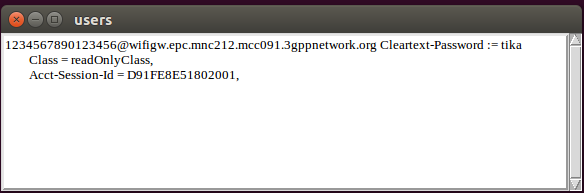 users
1234567890123456@wifigw.epc.mnc212.mcc091.3gppnetwork.org Cleartext-Password := tika
Class = readOnlyClass,
Acct-Session-Id = D91FE8E51802001,